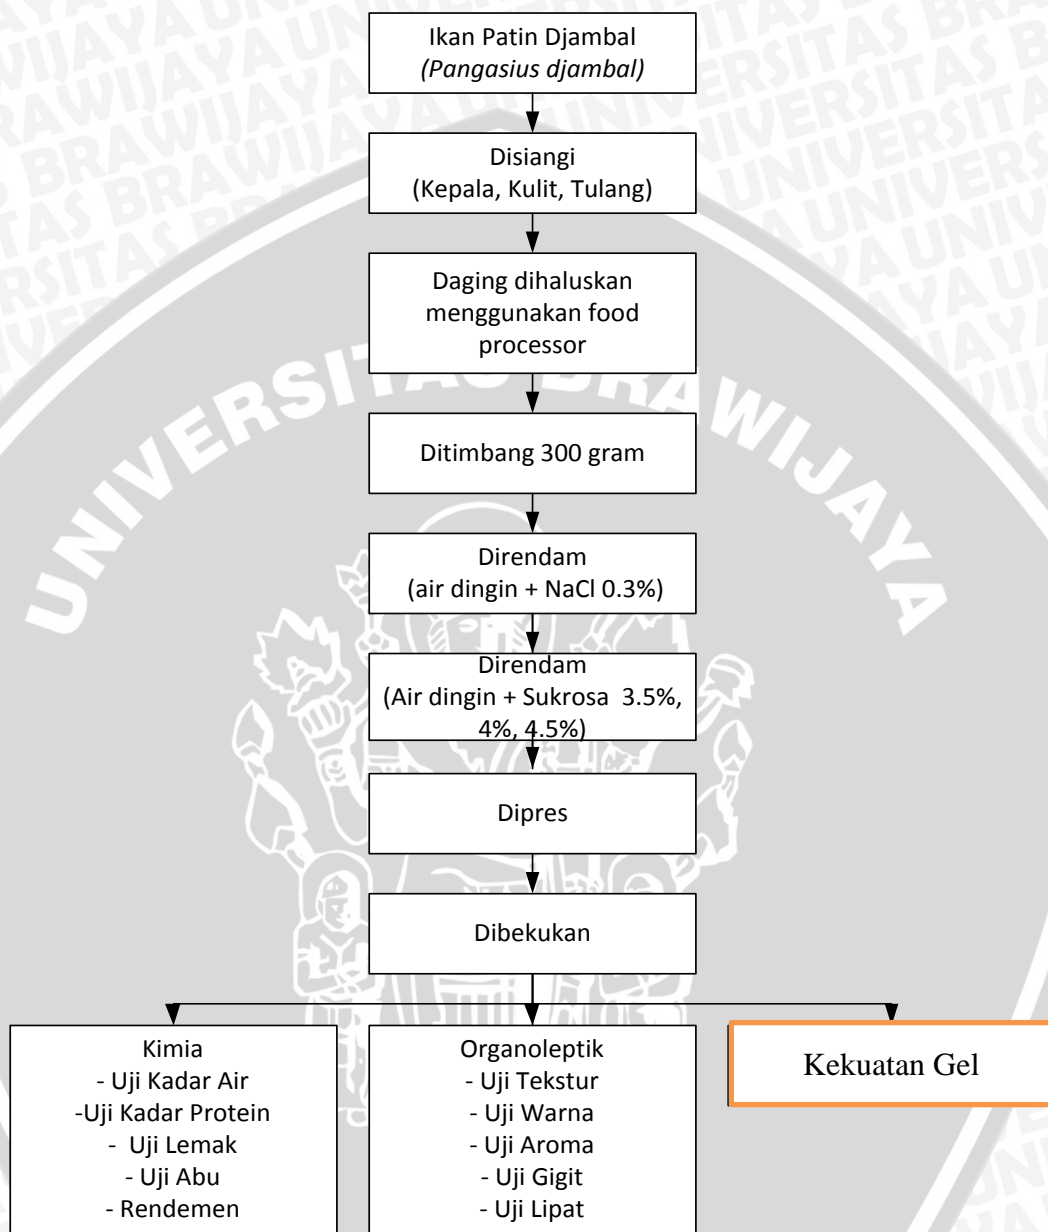 Ikan Patin Djambal
(Pangasius djambal)
Disiangi
(Kepala, Kulit, Tulang)
Daging dihaluskan
menggunakan food
processor
UNIVERSITAS BRAWIJAYA
Ditimbang 300 gram
Direndam
(air dingin + NaCl 0.3%)
Direndam
(Air dingin + Sukrosa 3.5%,
4%, 4.5%)
Dipres
Dibekukan
Kimia
- Uji Kadar Air
-Uji Kadar Protein
- Uji Lemak
- Uji Abu
- Rendemen
Organoleptik
- Uji Tekstur
- Uji Warna
- Uji Aroma
- Uji Gigit
- Uji Lipat
Kekuatan Gel